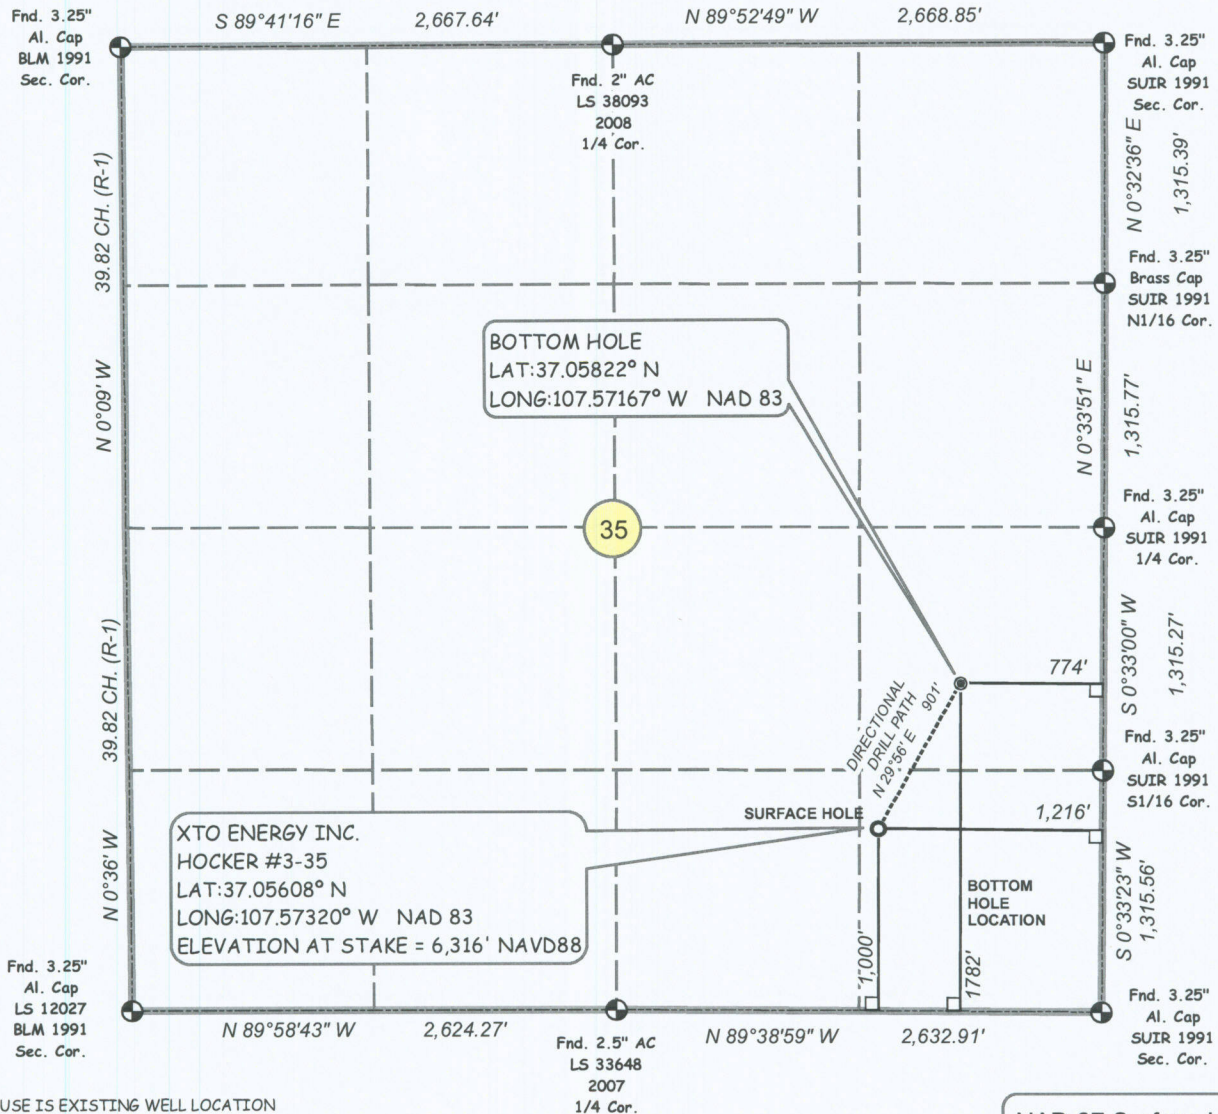 S 89°41'16" E 2,667.64' N 89°52'49" W 2,668.85'
Fnd. 3.25"
Al. Cap
BLM 1991
Sec. Cor.
Fnd. 2" AC
LS 38093
2008
1/4 Cor.
Fnd. 3.25"
Al. Cap
SUIR 1991
Sec. Cor.
N 0°32'36" E
1,315.39'
39.82 CH. (R-1)
Fnd. 3.25"
Brass Cap
SUIR 1991
N1/16 Cor.
BOTTOM HOLE
LAT:37.05822° N
LONG:107.57167° W NAD 83
N 0°09' W
N 0°33'51" E
1,315.77'
35
Fnd. 3.25"
Al. Cap
SUIR 1991
1/4 Cor.
39.82 CH. (R-1)
S 0°33'00" W
1,315.27'
774'
DIRECTIONAL
DRILL PATH
N 29°56' E 901'
Fnd. 3.25"
Al. Cap
SUIR 1991
S1/16 Cor.
SURFACE HOLE
1,216'
XTO ENERGY INC.
HOCKER #3-35
LAT:37.05608° N
LONG:107.57320° W NAD 83
ELEVATION AT STAKE = 6,316' NAVD88
N 0°36' W
BOTTOM
HOLE
LOCATION
1,000'
1782'
S 0°33'23" W
1,315.56'
Fnd. 3.25"
Al. Cap
LS 12027
BLM 1991
Sec. Cor.
N 89°58'43" W 2,624.27'
Fnd. 2.5" AC
LS 33648
2007
1/4 Cor.
N 89°38'59" W 2,632.91'
Fnd. 3.25"
Al. Cap
SUIR 1991
Sec. Cor.
USE IS EXISTING WELL LOCATION